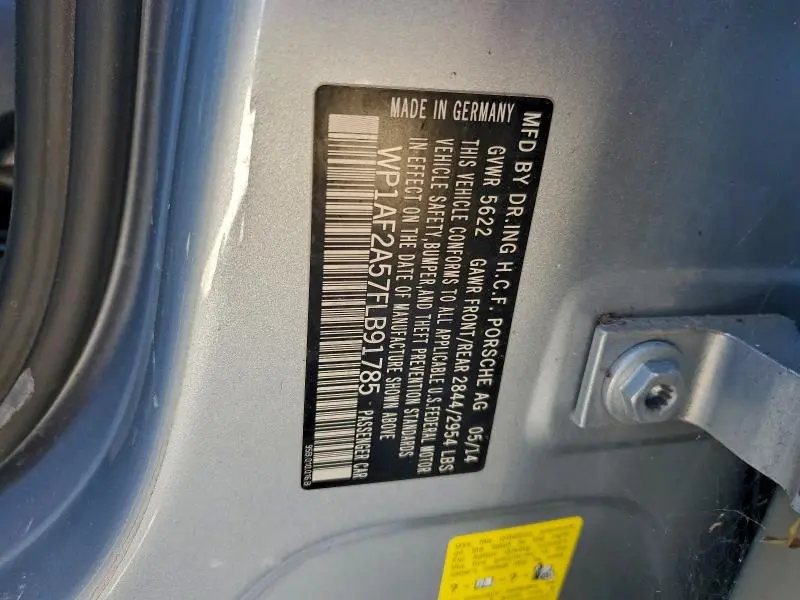 MADE IN GERMANY
MFD BY DR.ING H.C.F. PORSCHE AG 05/14
GVWR 5622 GAWR FRONT/REAR 2844/2954 LBS
THIS VEHICLE CONFORMS TO ALL APPLICABLE U.S.FEDERAL MOTOR
VEHICLE SAFETY,BUMPER,AND THEFT PREVENTION STANDARDS
IN EFFECT ON THE DATE OF MANUFACTURE SHOWN ABOVE
WP1AF2A57FLB91785 PASSENGER CAR